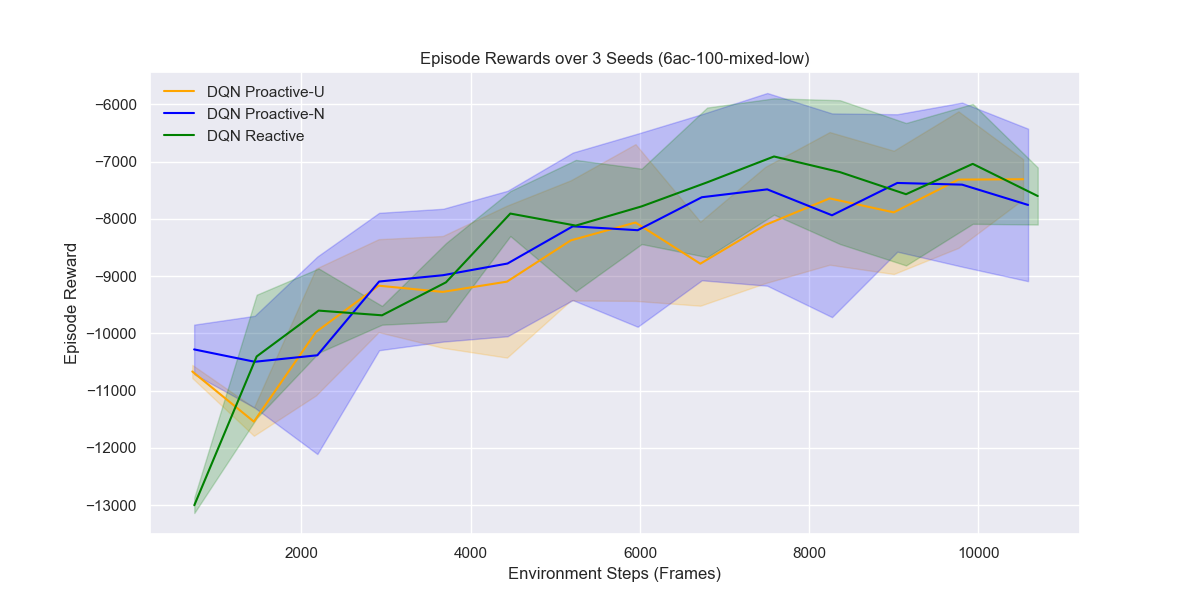 Episode Rewards over 3 Seeds (6ac-100-mixed-low)
DQN Proactive-U
DQN Proactive-N
DQN Reactive
−6000
−7000
−8000
−9000
−10000
−11000
−12000
−13000
Episode Reward
2000 4000 6000 8000 10000
Environment Steps (Frames)